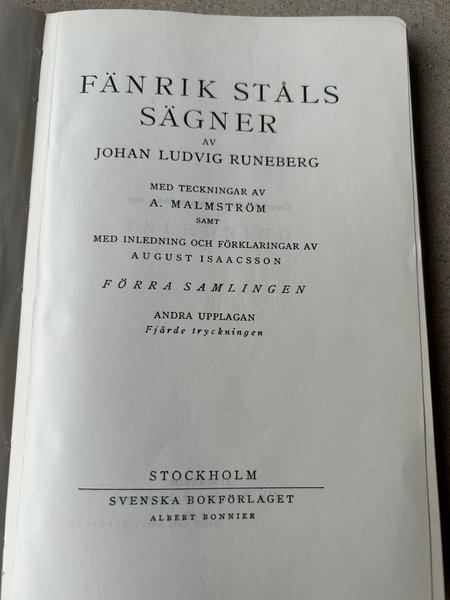 FÄNRIK STÅLS
SÄGNER
AV
JOHAN LUDVIG RUNEBERG
MED TECKNINGAR AV
A. MALMSTRÖM
SAMT
MED INLEDNING OCH FÖRKLARINGAR AV
AUGUST ISAACSSON
FÖRRA SAMLINGEN
ANDRA UPPLAGAN
Fjärde tryckningen
STOCKHOLM
SVENSKA BOKFÖRLAGET
ALBERT BONNIER